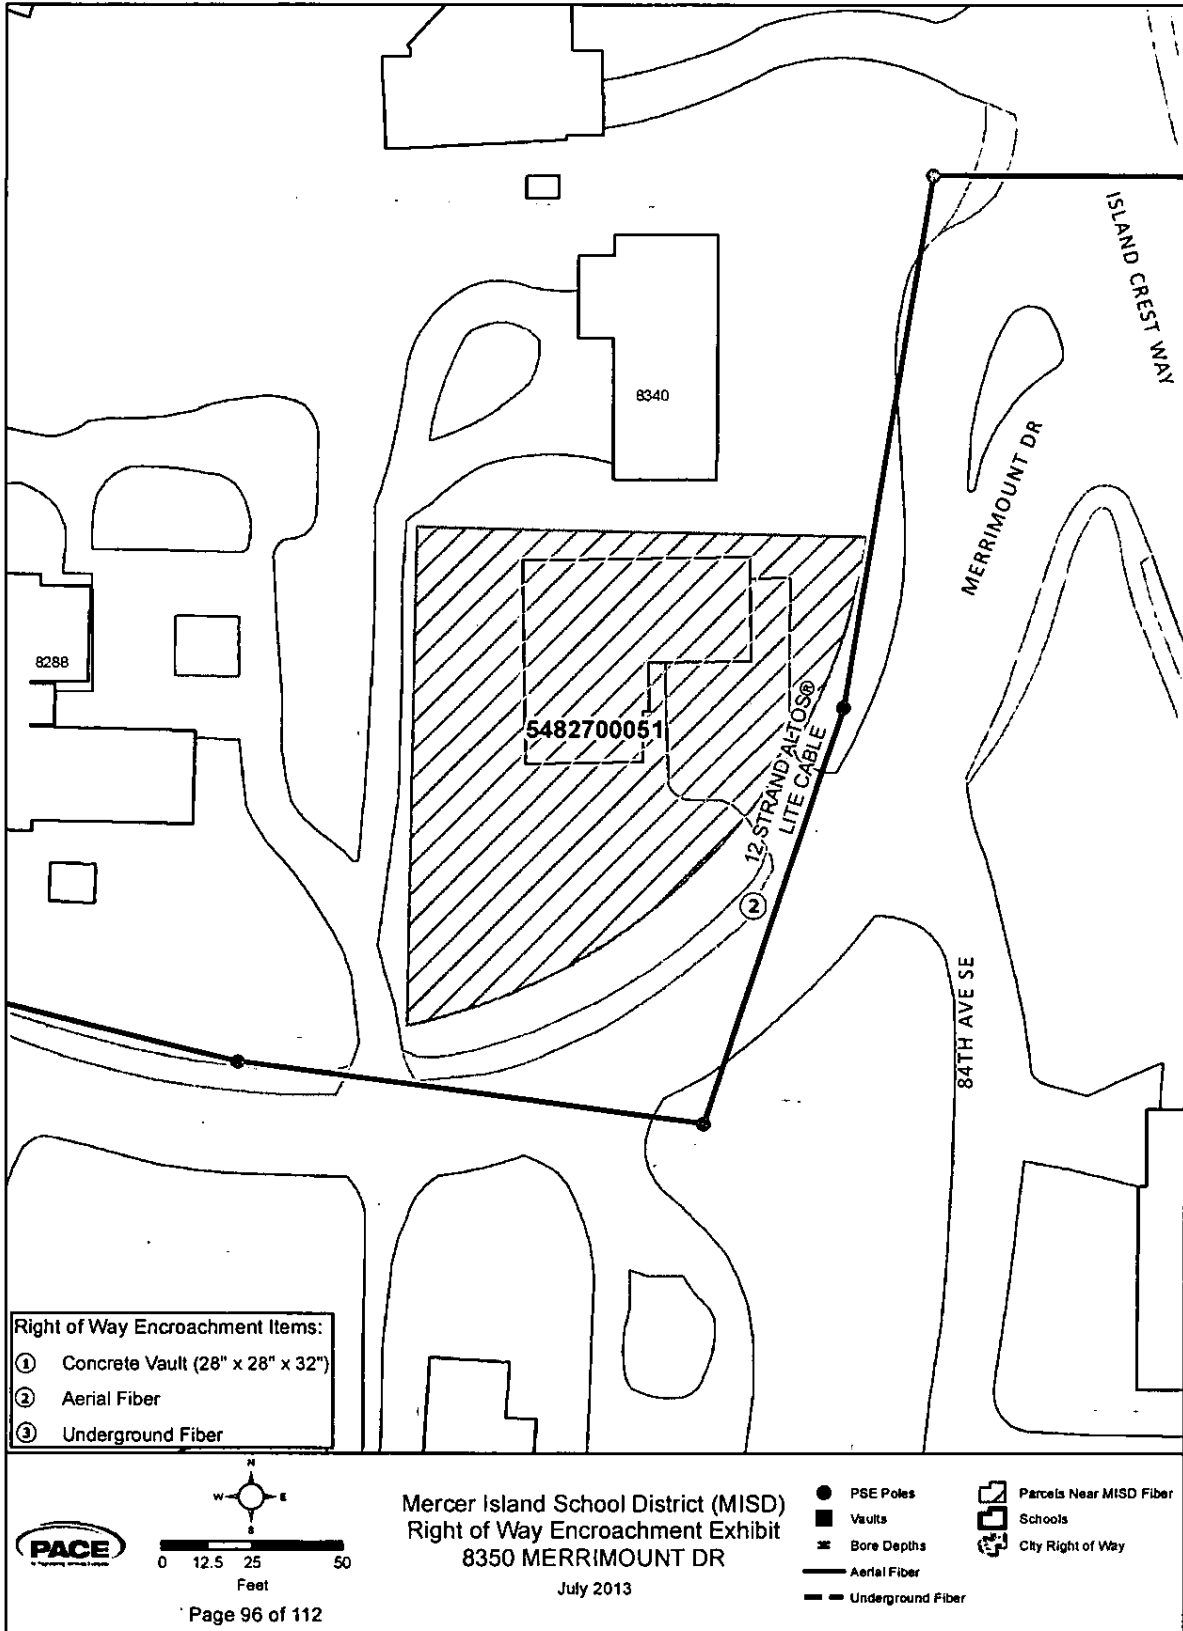 ISLAND CREST WAY
8340
MERRIMOUNT DR
8288
5482700051
12 STRAND ALTOS®
LITE CABLE
2
84TH AVE SE
Right of Way Encroachment Items:
1 Concrete Vault (28" x 28" x 32")
2 Aerial Fiber
3 Underground Fiber
N
W E
S
PACE
0 12.5 25 50
Feet
Page 96 of 112
Mercer Island School District (MISD)
Right of Way Encroachment Exhibit
8350 MERRIMOUNT DR
July 2013
PSE Poles
Vaults
Bore Depths
Aerial Fiber
Underground Fiber
Parcels Near MISD Fiber
Schools
City Right of Way